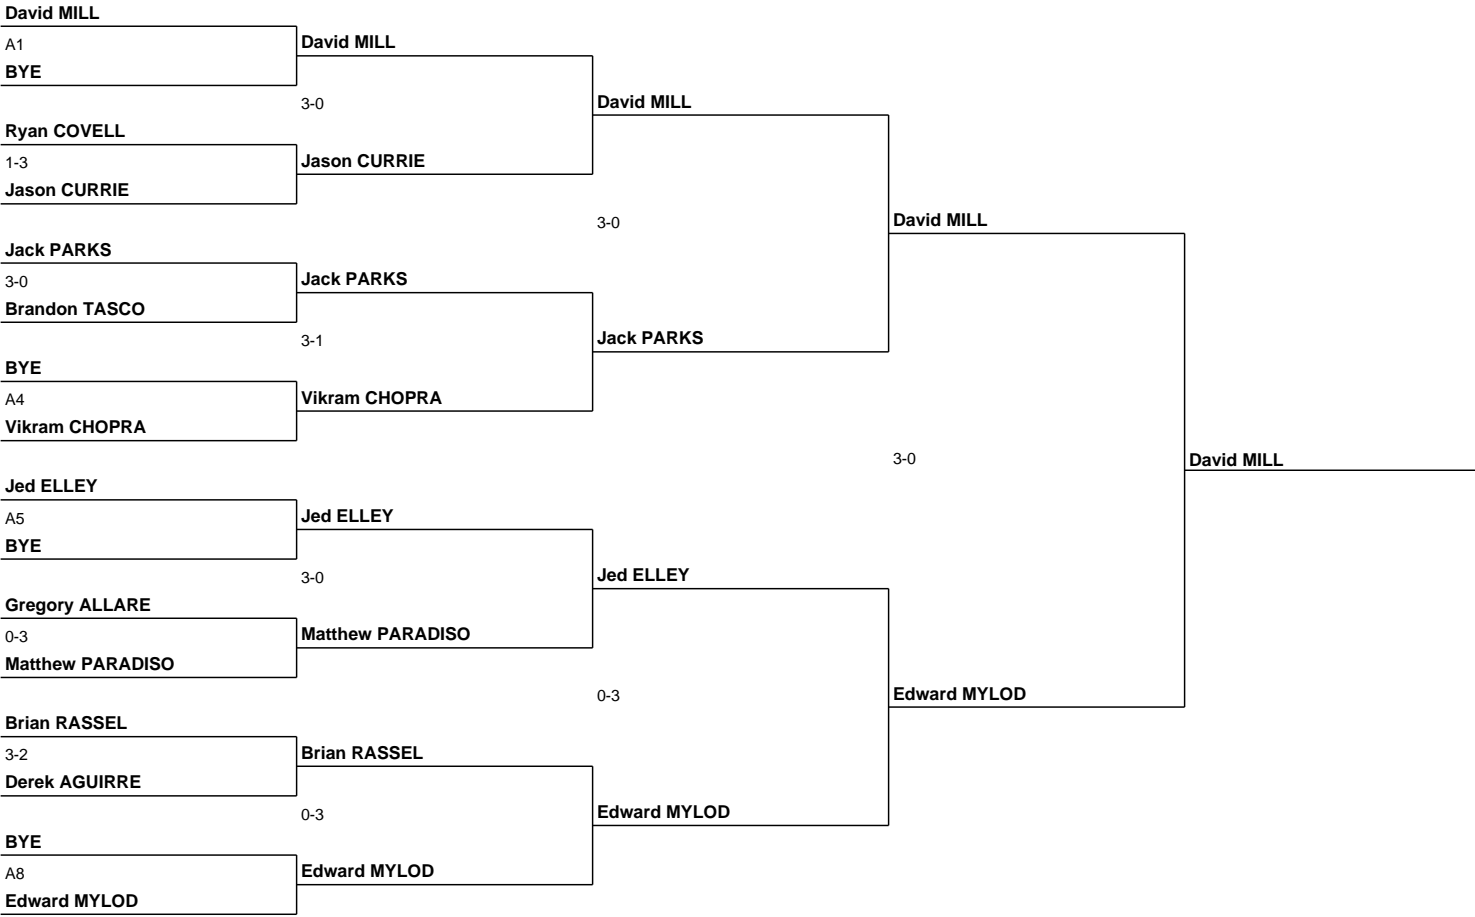 David MILL
A1
BYE
Ryan COVELL
1-3
Jason CURRIE
Jack PARKS
3-0
Brandon TASCO
BYE
A4
Vikram CHOPRA
Jed ELLEY
A5
BYE
Gregory ALLARE
0-3
Matthew PARADISO
Brian RASSEL
3-2
Derek AGUIRRE
BYE
A8
Edward MYLOD
David MILL
3-0
Jason CURRIE
Jack PARKS
3-1
Vikram CHOPRA
Jed ELLEY
3-0
Matthew PARADISO
Brian RASSEL
0-3
Edward MYLOD
David MILL
3-0
Jack PARKS
Jed ELLEY
0-3
Edward MYLOD
David MILL
3-0
Edward MYLOD
David MILL